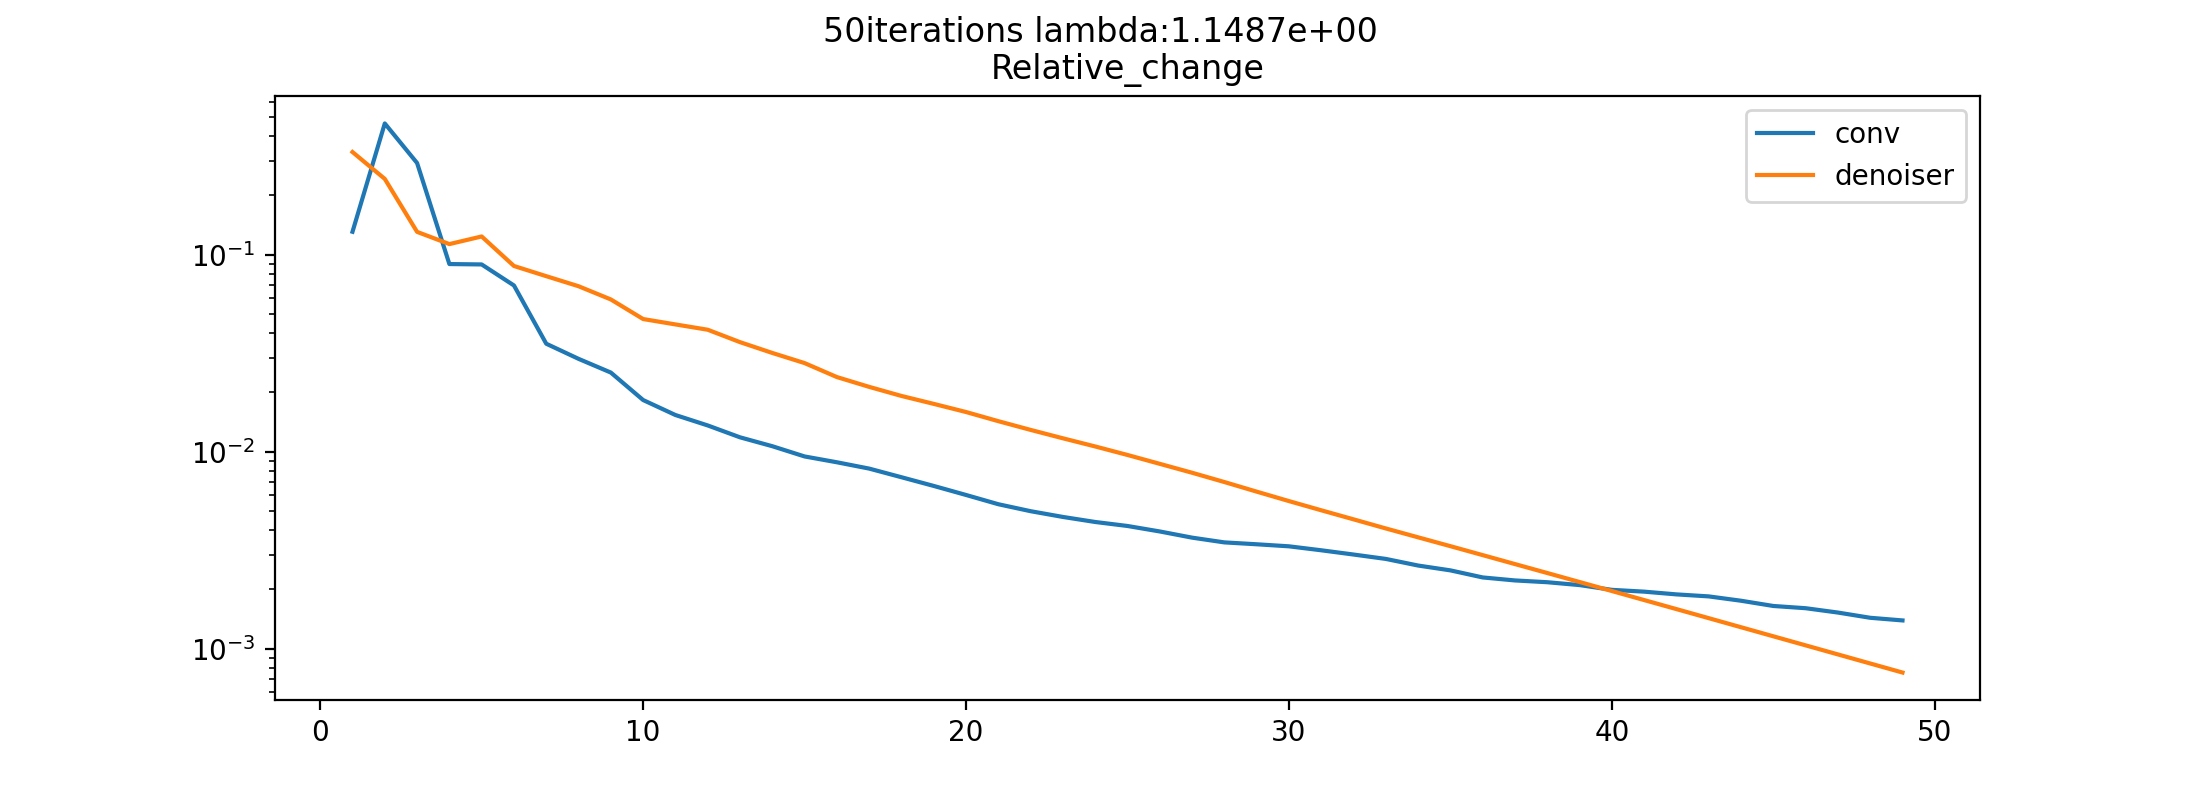 50iterations lambda:1.1487e+00
Relative_change
conv
denoiser
10⁻¹
10⁻²
10⁻³
0 10 20 30 40 50